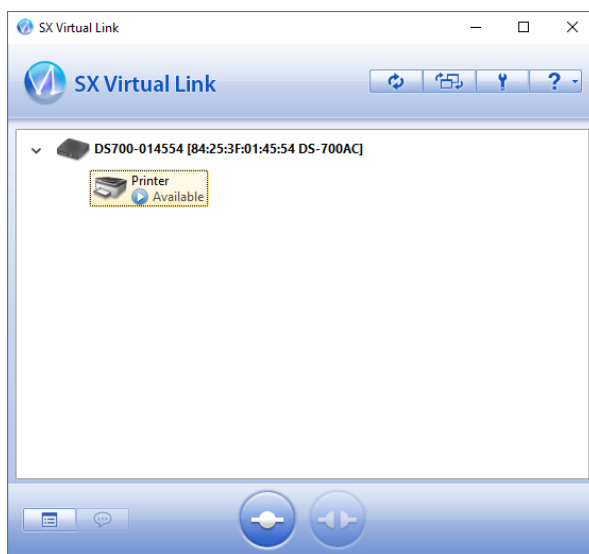 SX Virtual Link
SX Virtual Link
?
DS700-014554 [84:25:3F:01:45:54 DS-700AC]
Printer
Available